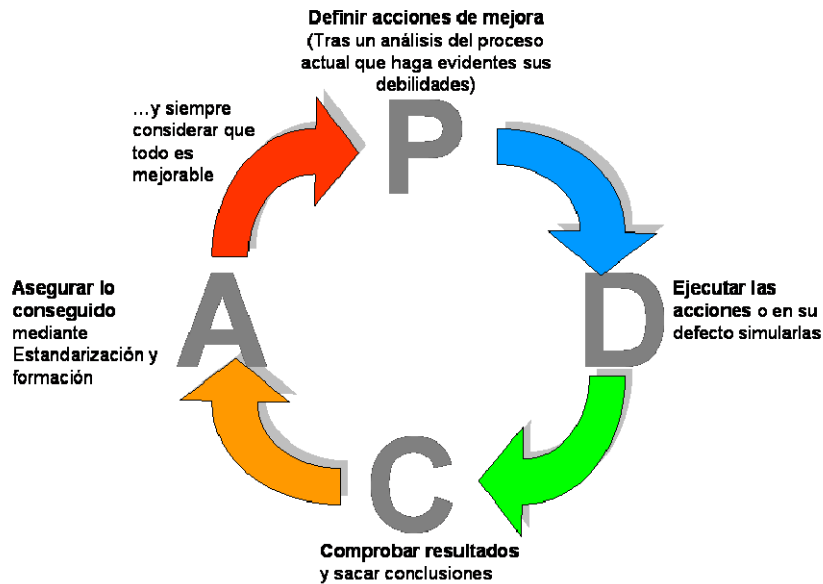 Definir acciones de mejora
(Tras un análisis del proceso
actual que haga evidentes sus
debilidades)
...y siempre
considerar que
todo es
mejorable
P
Asegurar lo
conseguido
mediante
Estandarización y
formación
A
D
Ejecutar las
acciones o en su
defecto simularlas
C
Comprobar resultados
y sacar conclusiones